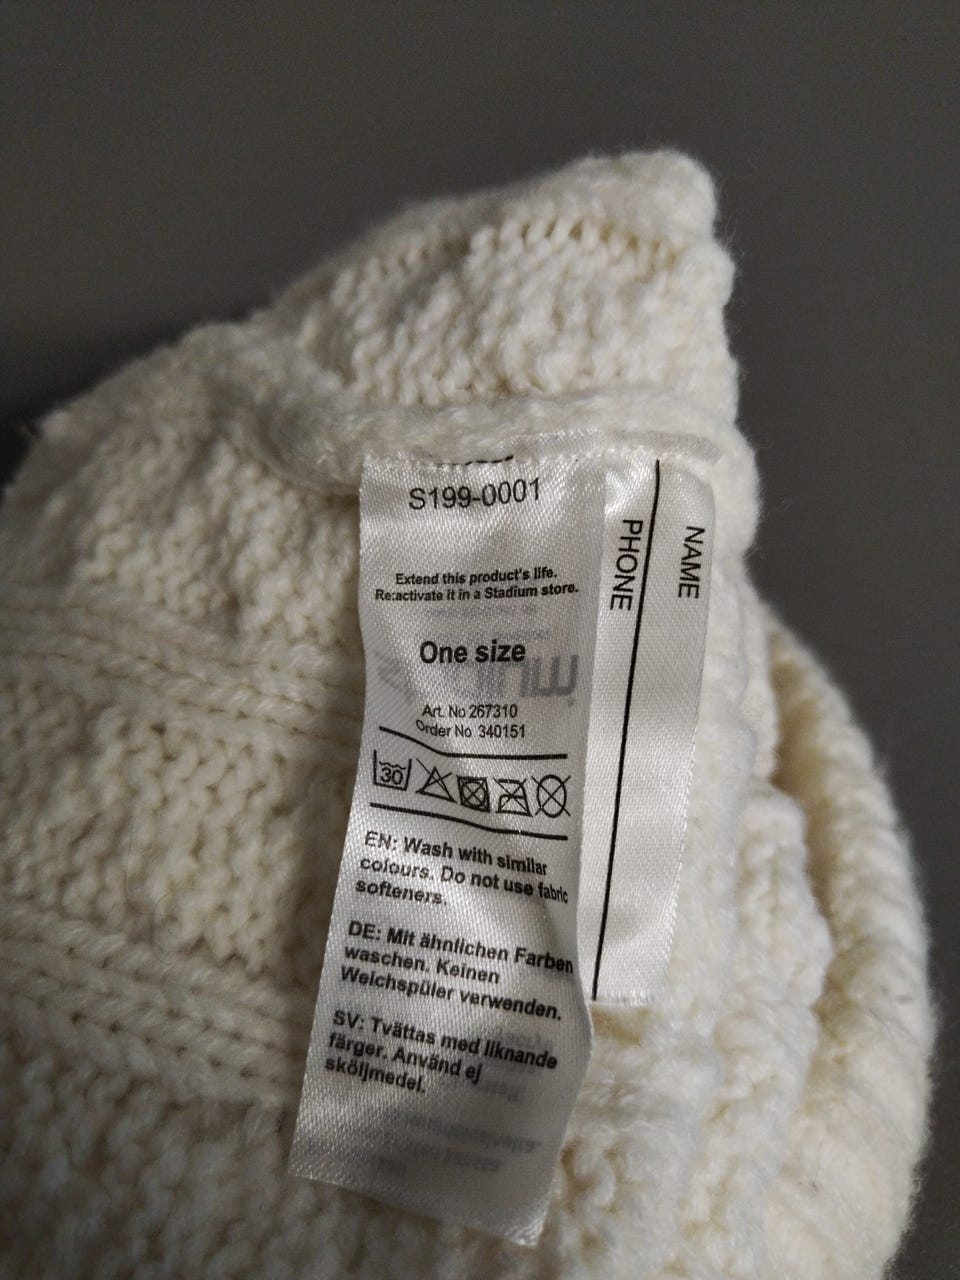 S199-0001
Extend this product's life.
Re:activate it in a Stadium store.
One size
Art. No 267310
Order No 340151
30
EN: Wash with similar
colours. Do not use fabric
softeners.
DE: Mit ähnlichen Farben
waschen. Keinen
Weichspüler verwenden.
SV: Tvättas med liknande
färger. Använd ej
sköljmedel.
NAME
PHONE